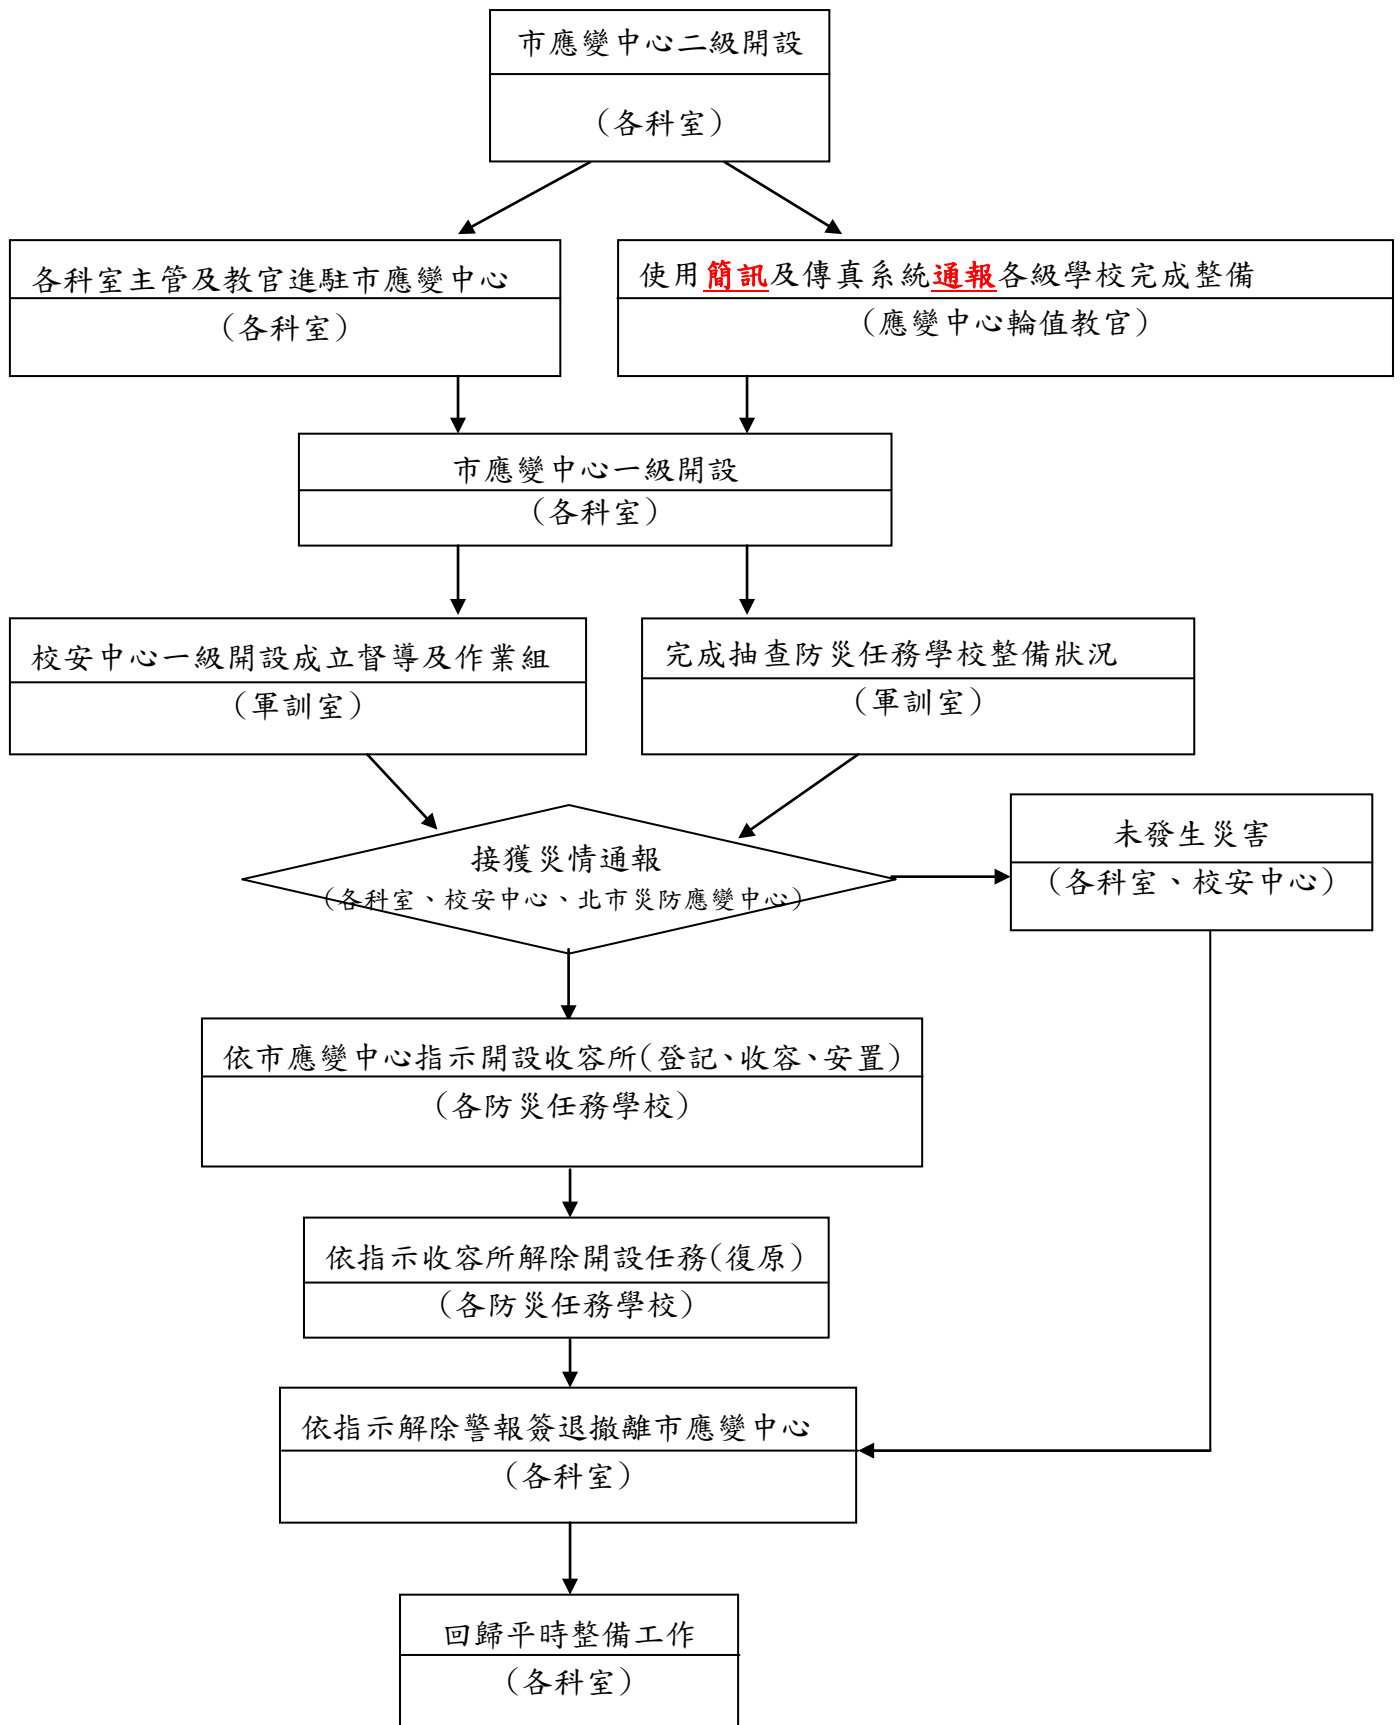 市應變中心二級開設
（各科室）
各科室主管及教官進駐市應變中心
（各科室）
使用簡訊及傳真系統通報各級學校完成整備
（應變中心輪值教官）
市應變中心一級開設
（各科室）
校安中心一級開設成立督導及作業組
（軍訓室）
完成抽查防災任務學校整備狀況
（軍訓室）
接獲災情通報
（各科室、校安中心、北市災防應變中心）
未發生災害
（各科室、校安中心）
依市應變中心指示開設收容所(登記、收容、安置)
（各防災任務學校）
依指示收容所解除開設任務(復原)
（各防災任務學校）
依指示解除警報簽退撤離市應變中心
（各科室）
回歸平時整備工作
（各科室）